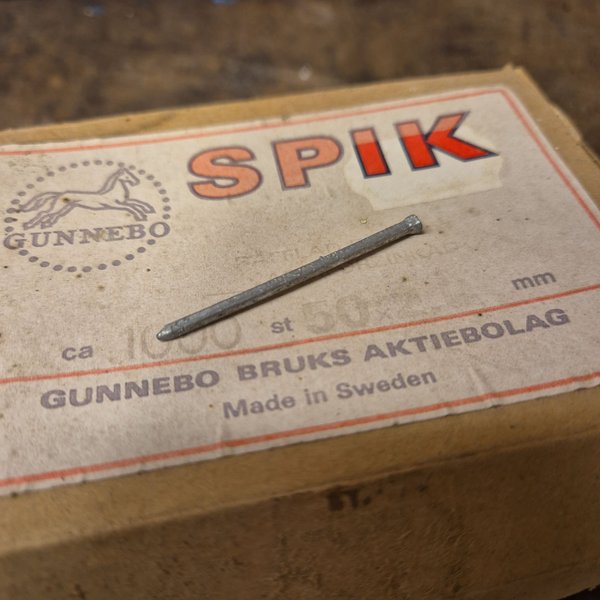 SPIK
GUNNEBO
ca 1000 st 50 mm
GUNNEBO BRUKS AKTIEBOLAG
Made in Sweden